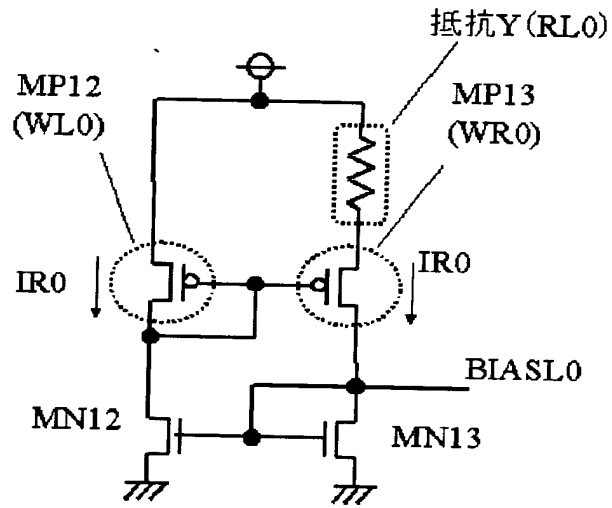 抵抗Y(RL0)
MP12
(WL0)
MP13
(WR0)
IR0
IR0
BIASL0
MN12
MN13